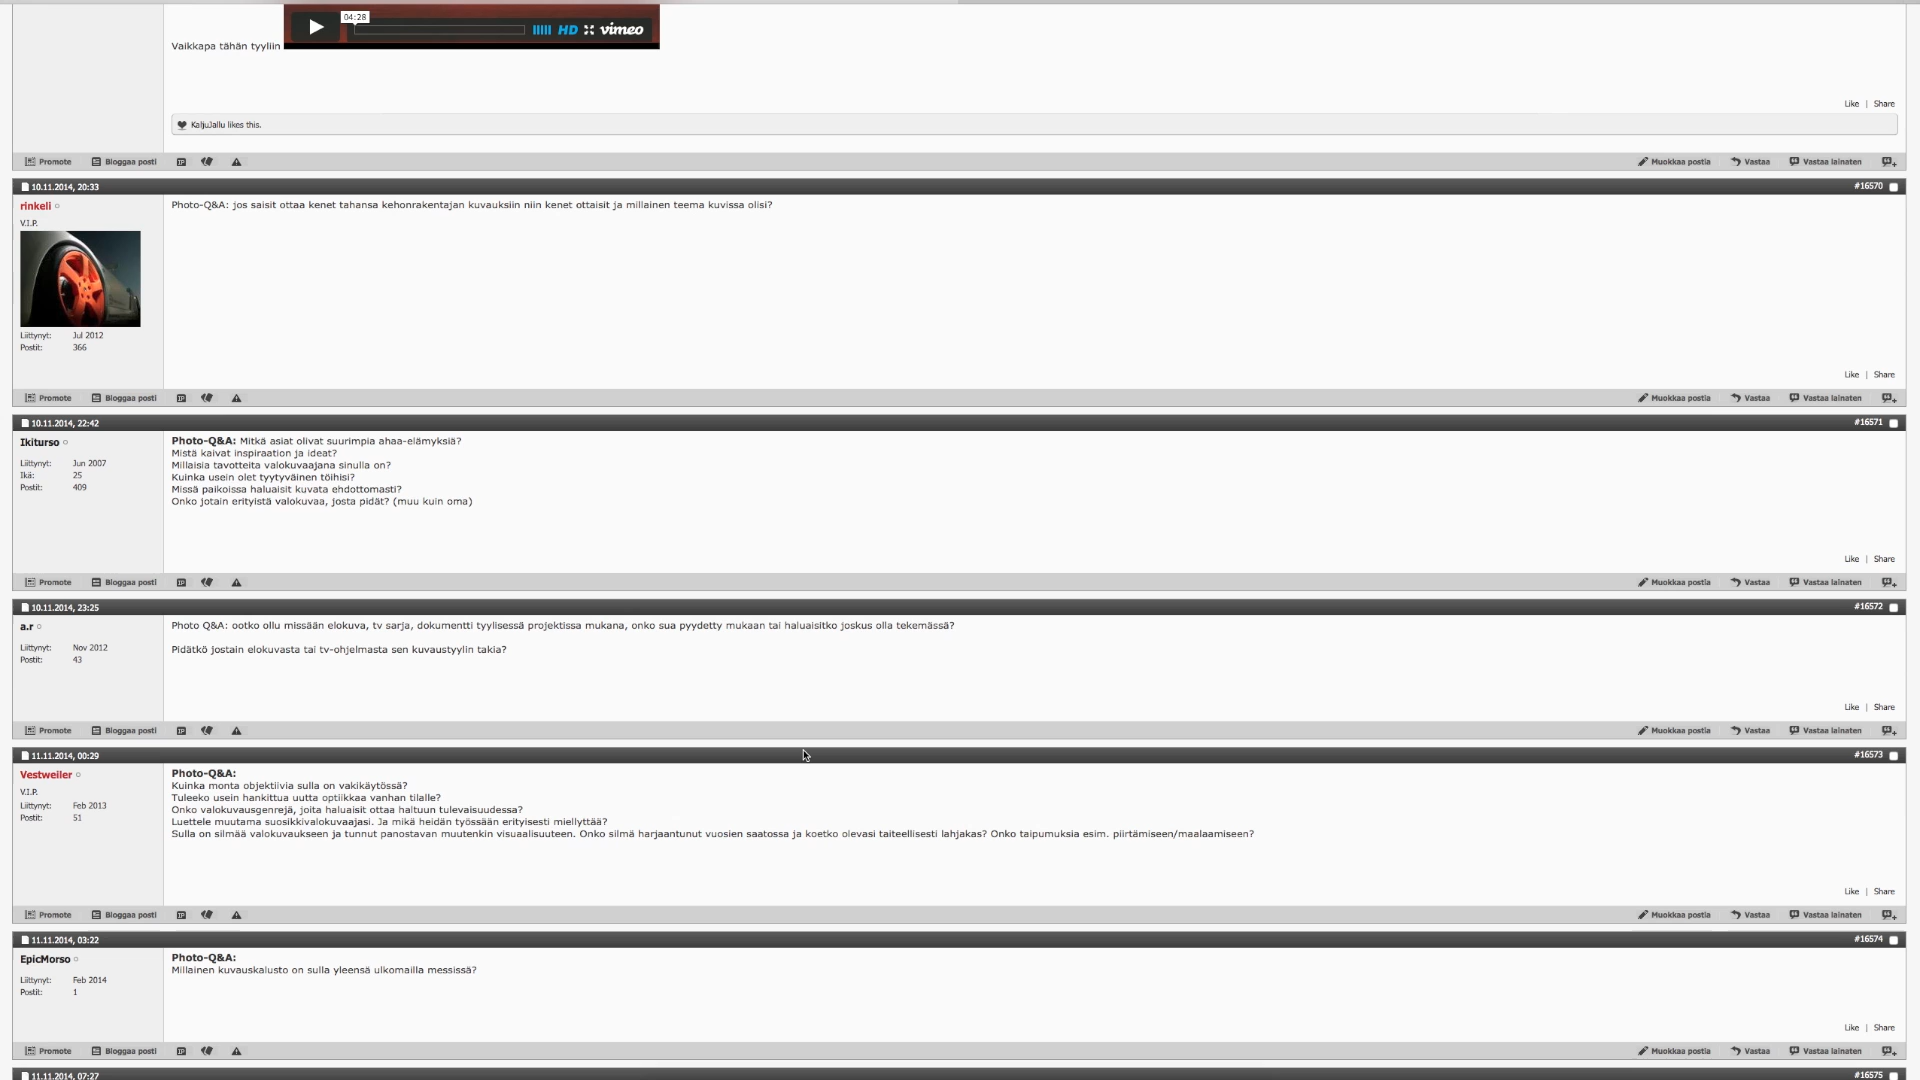 04:28
HD vimeo
Vaikkapa tähän tyyliin
Like | Share
KaljuJallu likes this.
Promote Bloggaa posti Muokkaa postia Vastaa Vastaa lainaten
10.11.2014, 20:33 #16570
rinkeli
V.I.P.
Photo-Q&A: jos saisit ottaa kenet tahansa kehonrakentajan kuvauksiin niin kenet ottaisit ja millainen teema kuvissa olisi?
Liittynyt: Jul 2012
Postit: 366
Like | Share
Promote Bloggaa posti Muokkaa postia Vastaa Vastaa lainaten
10.11.2014, 22:42 #16571
Ikiturso
Liittynyt: Jun 2007
Ikä: 25
Postit: 409
Photo-Q&A: Mitkä asiat olivat suurimpia ahaa-elämyksiä?
Mistä kaivat inspiraation ja ideat?
Millaisia tavotteita valokuvaajana sinulla on?
Kuinka usein olet tyytyväinen töihisi?
Missä paikoissa haluaisit kuvata ehdottomasti?
Onko jotain erityistä valokuvaa, josta pidät? (muu kuin oma)
Like | Share
Promote Bloggaa posti Muokkaa postia Vastaa Vastaa lainaten
10.11.2014, 23:25 #16572
a.r
Liittynyt: Nov 2012
Postit: 43
Photo Q&A: ootko ollu missään elokuva, tv sarja, dokumentti tyylisessä projektissa mukana, onko sua pyydetty mukaan tai haluaisitko joskus olla tekemässä?
Pidätkö jostain elokuvasta tai tv-ohjelmasta sen kuvaustyylin takia?
Like | Share
Promote Bloggaa posti Muokkaa postia Vastaa Vastaa lainaten
11.11.2014, 00:29 #16573
Vestweiler
V.I.P.
Liittynyt: Feb 2013
Postit: 51
Photo-Q&A:
Kuinka monta objektiivia sulla on vakikäytössä?
Tuleeko usein hankittua uutta optiikkaa vanhan tilalle?
Onko valokuvausgenrejä, joita haluaisit ottaa haltuun tulevaisuudessa?
Luettele muutama suosikkivalokuvaajasi. Ja mikä heidän työssään erityisesti miellyttää?
Sulla on silmää valokuvaukseen ja tunnut panostavan muutenkin visuaalisuuteen. Onko silmä harjaantunut vuosien saatossa ja koetko olevasi taiteellisesti lahjakas? Onko taipumuksia esim. piirtämiseen/maalaamiseen?
Like | Share
Promote Bloggaa posti Muokkaa postia Vastaa Vastaa lainaten
11.11.2014, 03:22 #16574
EpicMorso
Liittynyt: Feb 2014
Postit: 1
Photo-Q&A:
Millainen kuvauskalusto on sulla yleensä ulkomailla messissä?
Like | Share
Promote Bloggaa posti Muokkaa postia Vastaa Vastaa lainaten
11.11.2014, 07:27 #16575